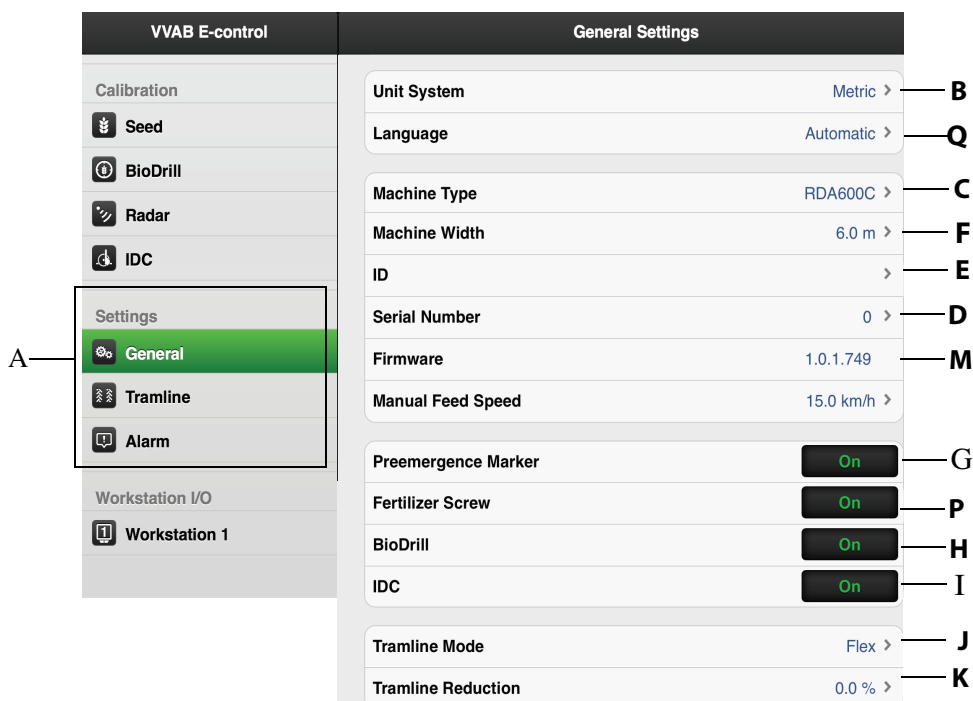 VVAB E-control
General Settings
Calibration
Seed
BioDrill
Radar
IDC
Settings
General
Tramline
Alarm
Workstation I/O
1
Workstation 1
A
Unit System Metric > B
Language Automatic > Q
Machine Type RDA600C > C
Machine Width 6.0 m > F
ID > E
Serial Number 0 > D
Firmware 1.0.1.749 M
Manual Feed Speed 15.0 km/h >
Preemergence Marker On G
Fertilizer Screw On P
BioDrill On H
IDC On I
Tramline Mode Flex > J
Tramline Reduction 0.0 % > K